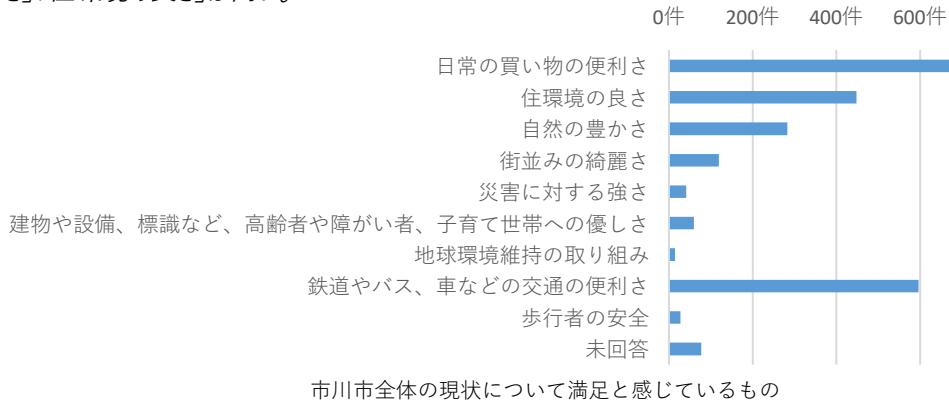 0件 200件 400件 600件
日常の買い物の便利さ
住環境の良さ
自然の豊かさ
街並みの綺麗さ
災害に対する強さ
建物や設備、標識など、高齢者や障がい者、子育て世帯への優しさ
地球環境維持の取り組み
鉄道やバス、車などの交通の便利さ
歩行者の安全
未回答
市川市全体の現状について満足と感じているもの